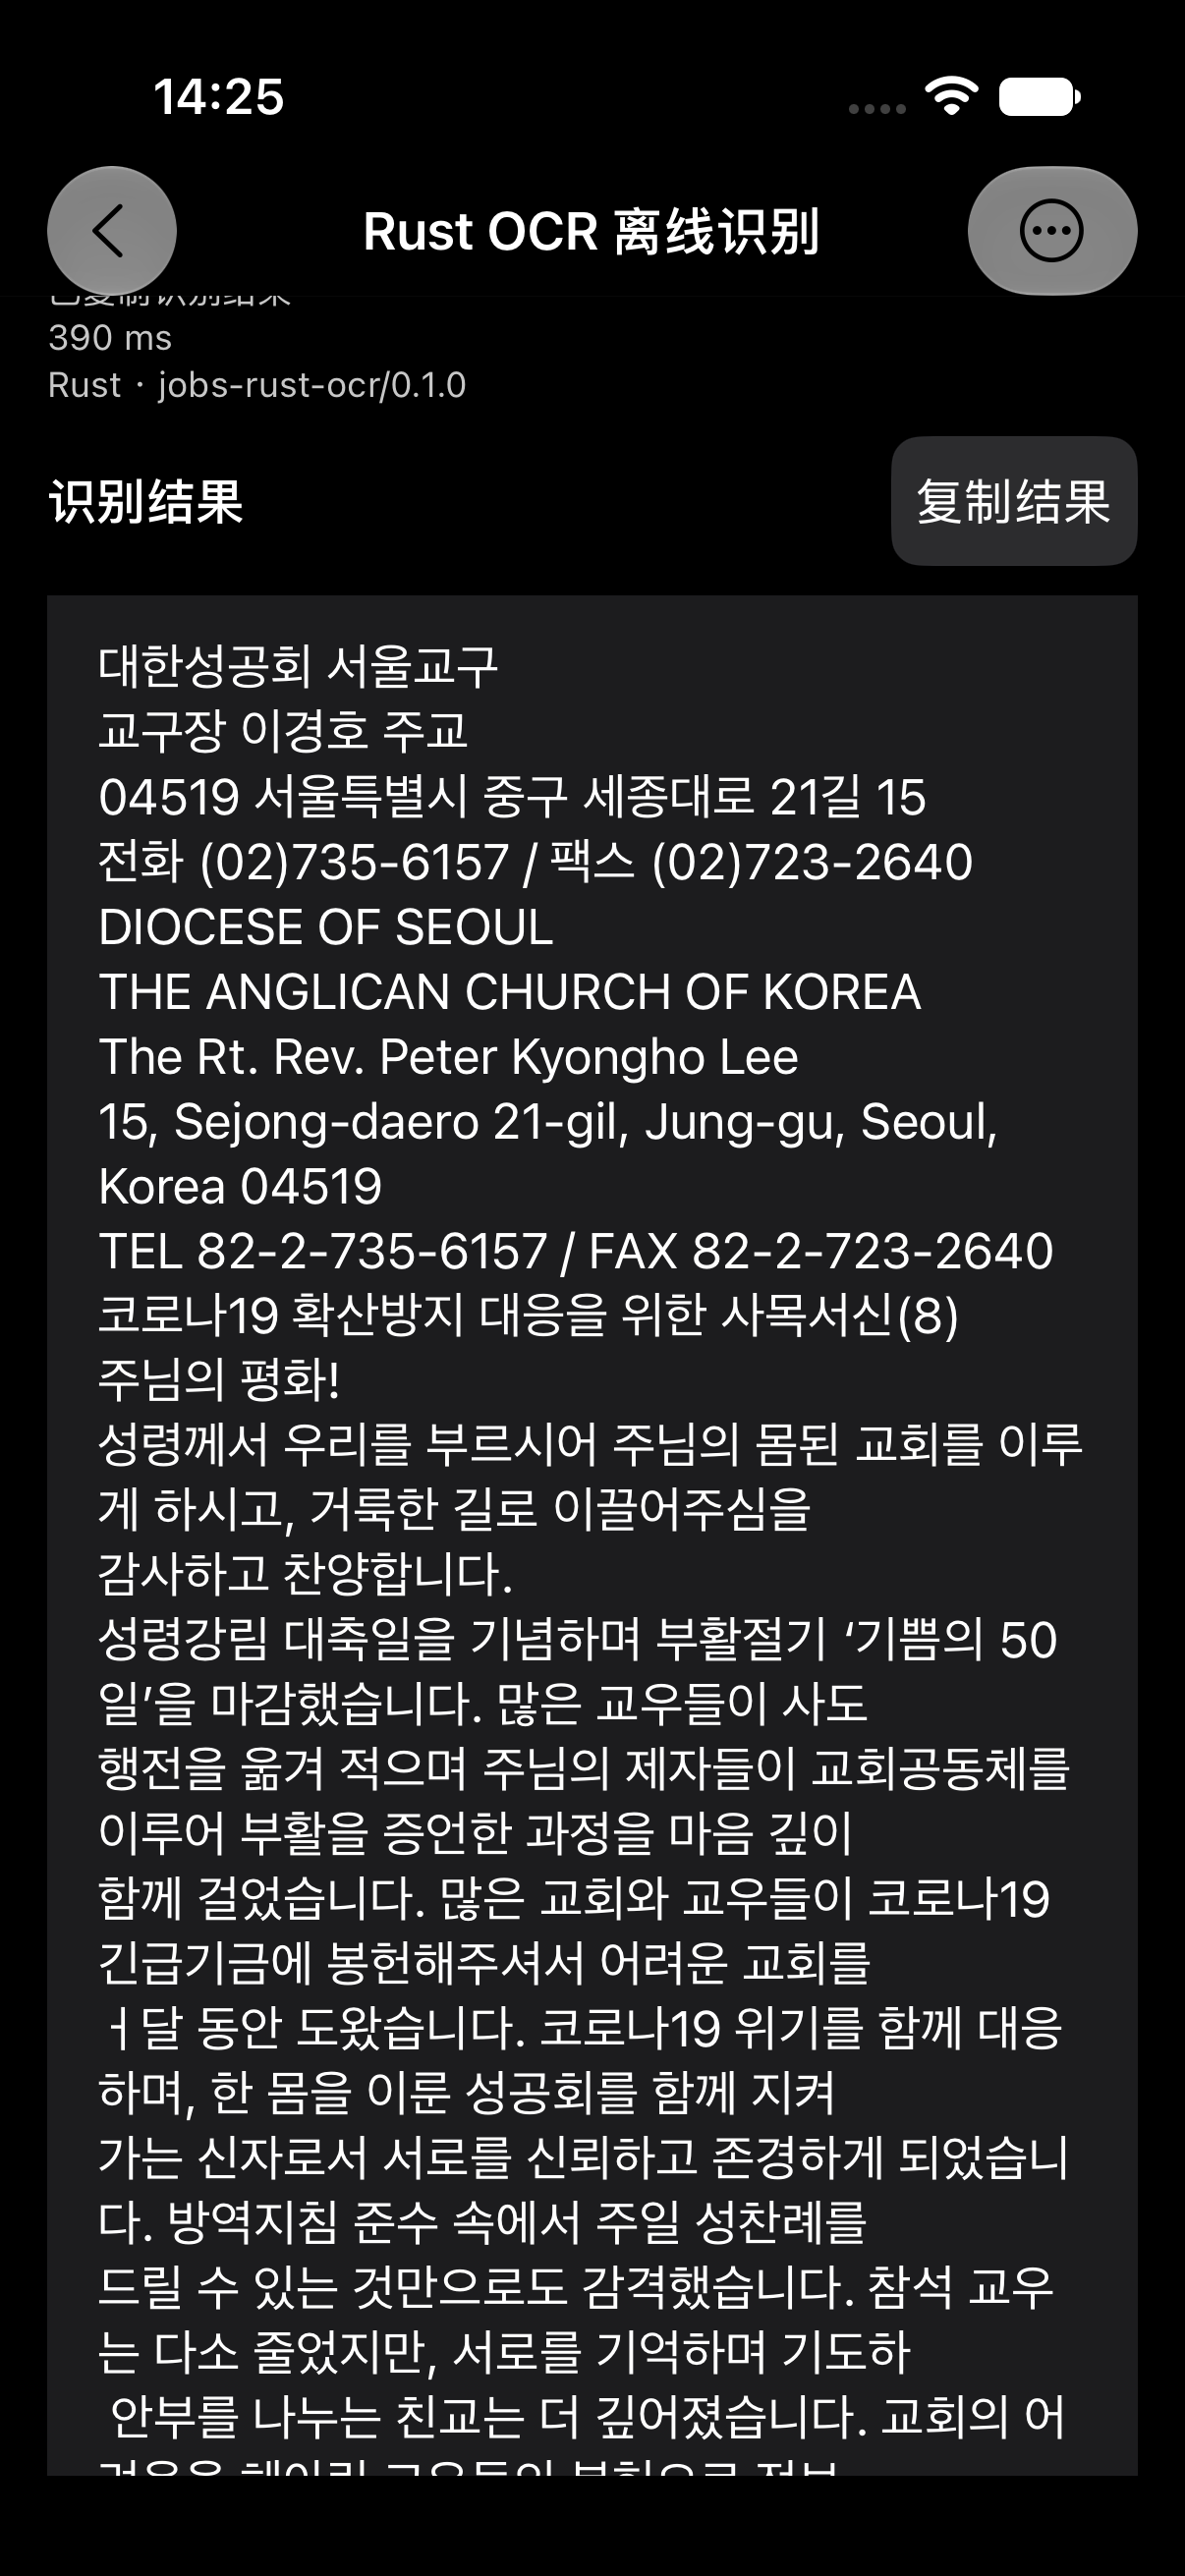 14:25
Rust OCR 离线识别
已复制识别结果
390 ms
Rust · jobs-rust-ocr/0.1.0
识别结果
复制结果
대한성공회 서울교구
교구장 이경호 주교
04519 서울특별시 중구 세종대로 21길 15
전화 (02)735-6157 / 팩스 (02)723-2640
DIOCESE OF SEOUL
THE ANGLICAN CHURCH OF KOREA
The Rt. Rev. Peter Kyongho Lee
15, Sejong-daero 21-gil, Jung-gu, Seoul,
Korea 04519
TEL 82-2-735-6157 / FAX 82-2-723-2640
코로나19 확산방지 대응을 위한 사목서신(8)
주님의 평화!
성령께서 우리를 부르시어 주님의 몸된 교회를 이루
게 하시고, 거룩한 길로 이끌어주심을
감사하고 찬양합니다.
성령강림 대축일을 기념하며 부활절기 ‘기쁨의 50
일’을 마감했습니다. 많은 교우들이 사도
행전을 옮겨 적으며 주님의 제자들이 교회공동체를
이루어 부활을 증언한 과정을 마음 깊이
함께 걸었습니다. 많은 교회와 교우들이 코로나19
긴급기금에 봉헌해주셔서 어려운 교회를
ㅕ달 동안 도왔습니다. 코로나19 위기를 함께 대응
하며, 한 몸을 이룬 성공회를 함께 지켜
가는 신자로서 서로를 신뢰하고 존경하게 되었습니
다. 방역지침 준수 속에서 주일 성찬례를
드릴 수 있는 것만으로도 감격했습니다. 참석 교우
는 다소 줄었지만, 서로를 기억하며 기도하
안부를 나누는 친교는 더 깊어졌습니다. 교회의 어